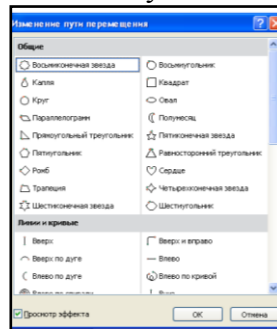 Изменение пути перемещения
Общие
Восьмиконечная звезда Восьмиугольник
Капля Квадрат
Круг Овал
Параллелограмм Полумесяц
Прямоугольный треугольник Пятиконечная звезда
Пятиугольник Равносторонний треугольник
Ромб Сердце
Трапеция Четырехконечная звезда
Шестиконечная звезда Шестиугольник
Линии и кривые
Вверх Вверх и вправо
Вверх по дуге Влево
Влево по дуге Влево по кривой
Просмотр эффекта ОК Отмена